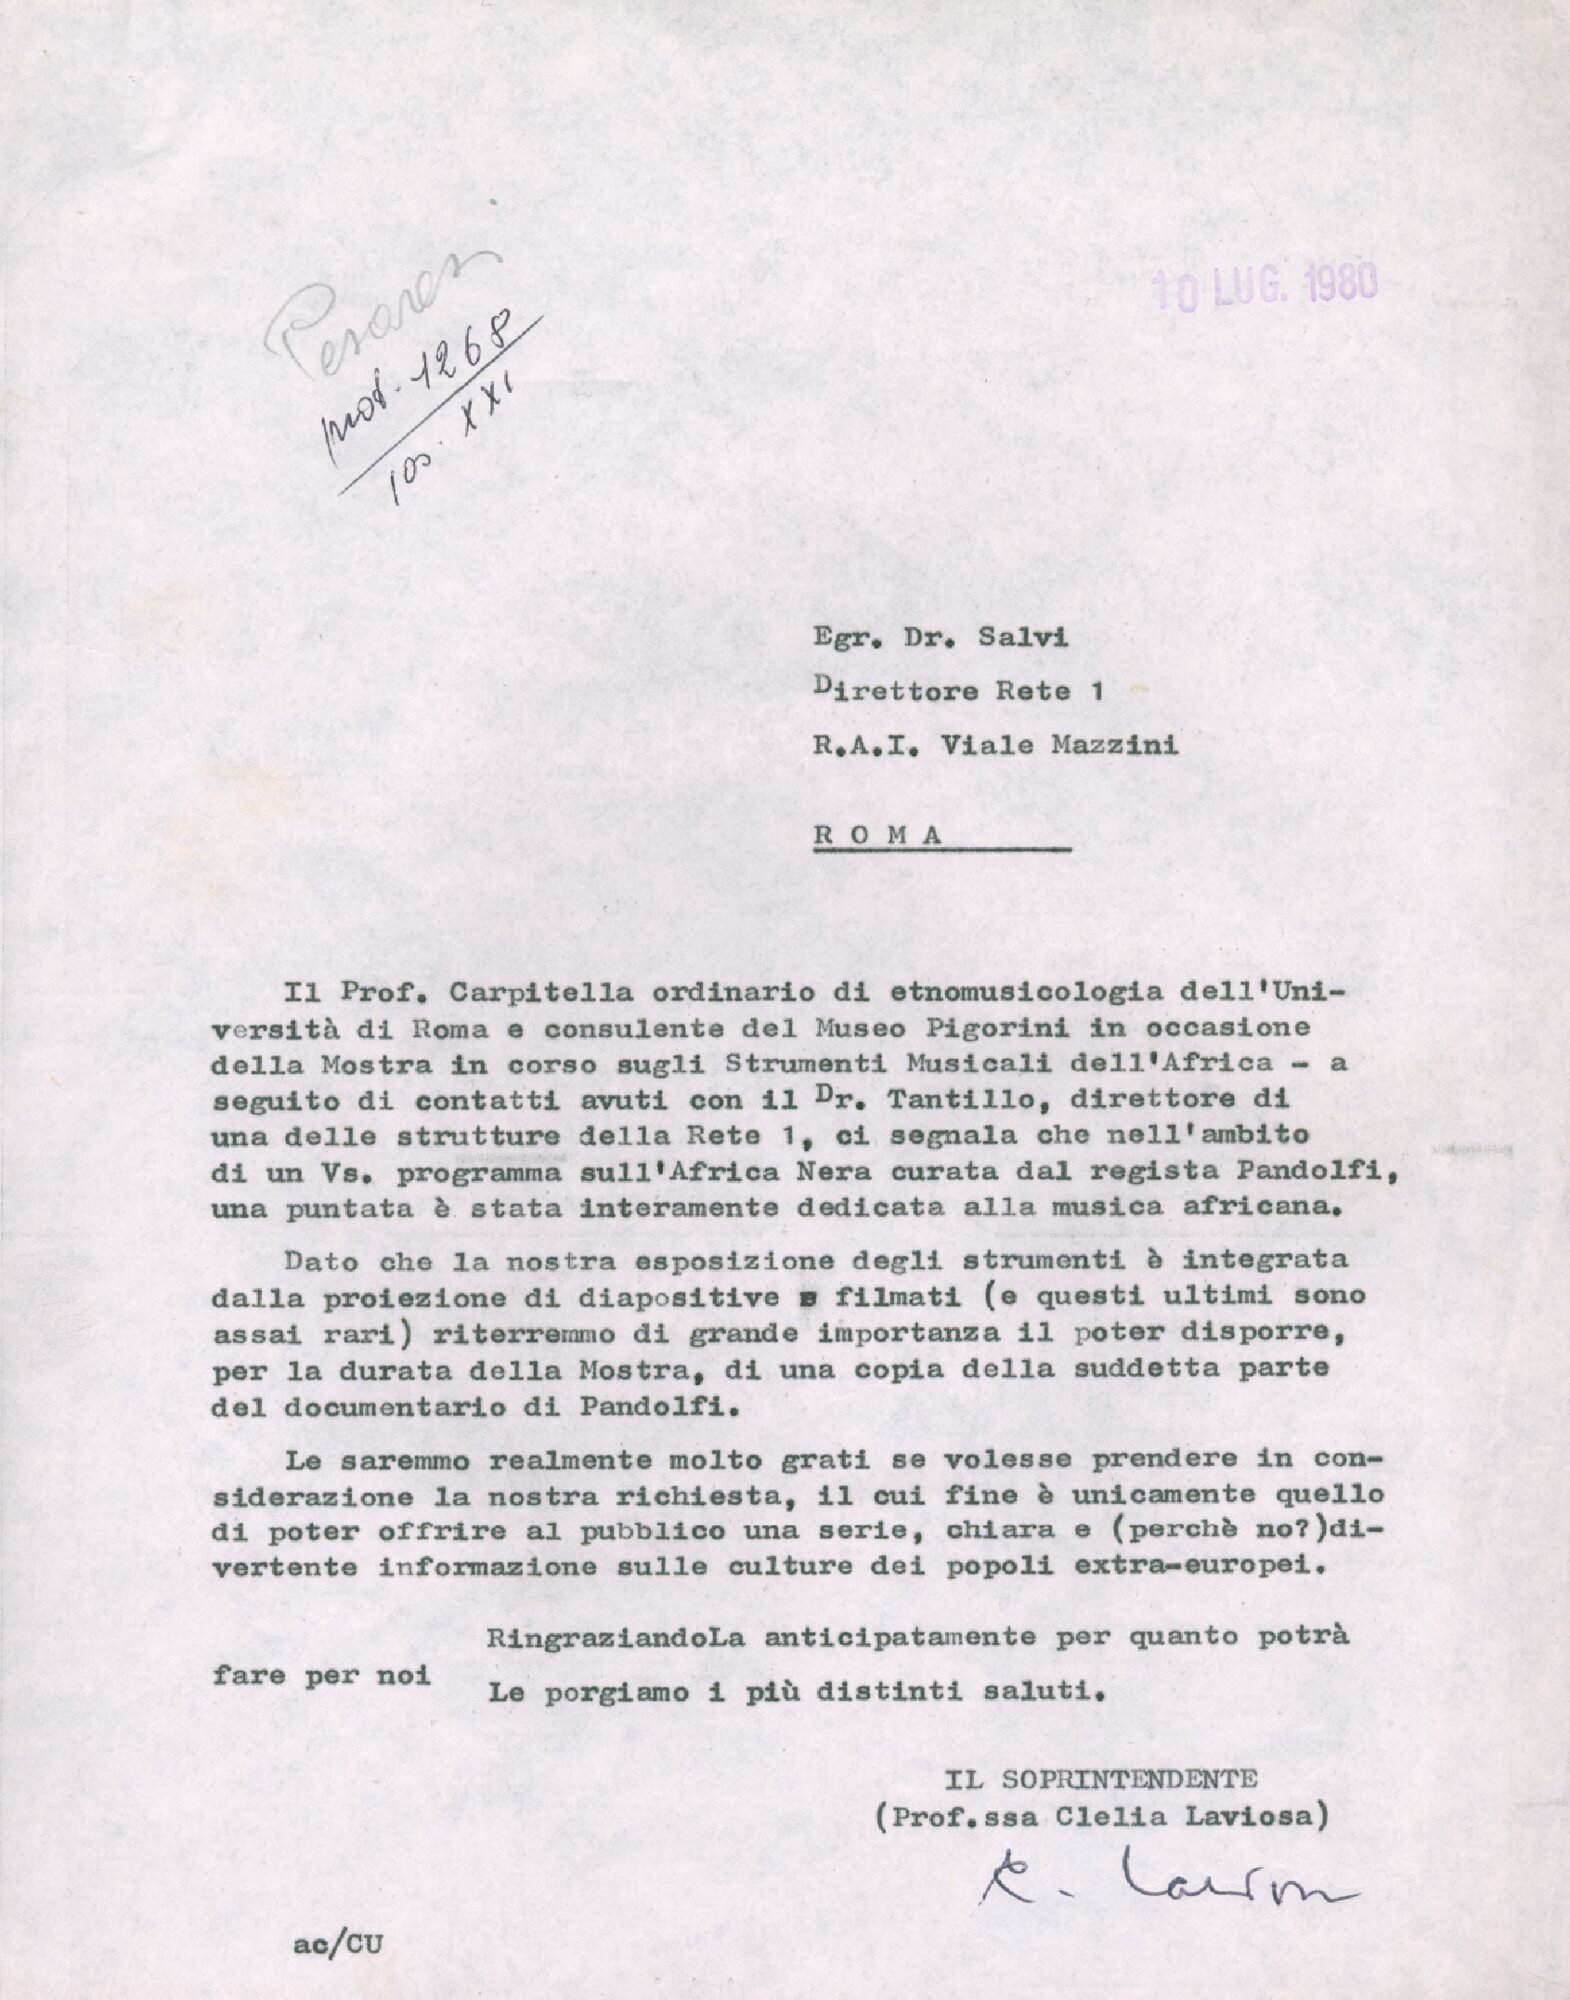 10 LUG. 1980
prot. 1268
pos. XXI
Egr. Dr. Salvi
Direttore Rete 1
R.A.I. Viale Mazzini
R O M A
Il Prof. Carpitella ordinario di etnomusicologia dell'Uni-
versità di Roma e consulente del Museo Pigorini in occasione
della Mostra in corso sugli Strumenti Musicali dell'Africa - a
seguito di contatti avuti con il Dr. Tantillo, direttore di
una delle strutture della Rete 1, ci segnala che nell'ambito
di un Vs. programma sull'Africa Nera curata dal regista Pandolfi,
una puntata è stata interamente dedicata alla musica africana.
Dato che la nostra esposizione degli strumenti è integrata
dalla proiezione di diapositive e filmati (e questi ultimi sono
assai rari) riterremmo di grande importanza il poter disporre,
per la durata della Mostra, di una copia della suddetta parte
del documentario di Pandolfi.
Le saremmo realmente molto grati se volesse prendere in con-
siderazione la nostra richiesta, il cui fine è unicamente quello
di poter offrire al pubblico una serie, chiara e (perchè no?)di-
vertente informazione sulle culture dei popoli extra-europei.
RingraziandoLa anticipatamente per quanto potrà
fare per noi
Le porgiamo i più distinti saluti.
IL SOPRINTENDENTE
(Prof.ssa Clelia Laviosa)
C. Laviosa
ac/CU